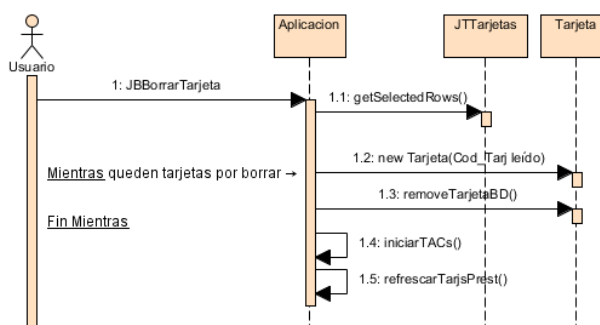 Aplicacion
JTTarjetas
Tarjeta
Usuario
1: JBBorrarTarjeta
1.1: getSelectedRows()
1.2: new Tarjeta(Cod_Tarj leído)
Mientras queden tarjetas por borrar →
1.3: removeTarjetaBD()
Fin Mientras
1.4: iniciarTACs()
1.5: refrescarTarjsPrest()